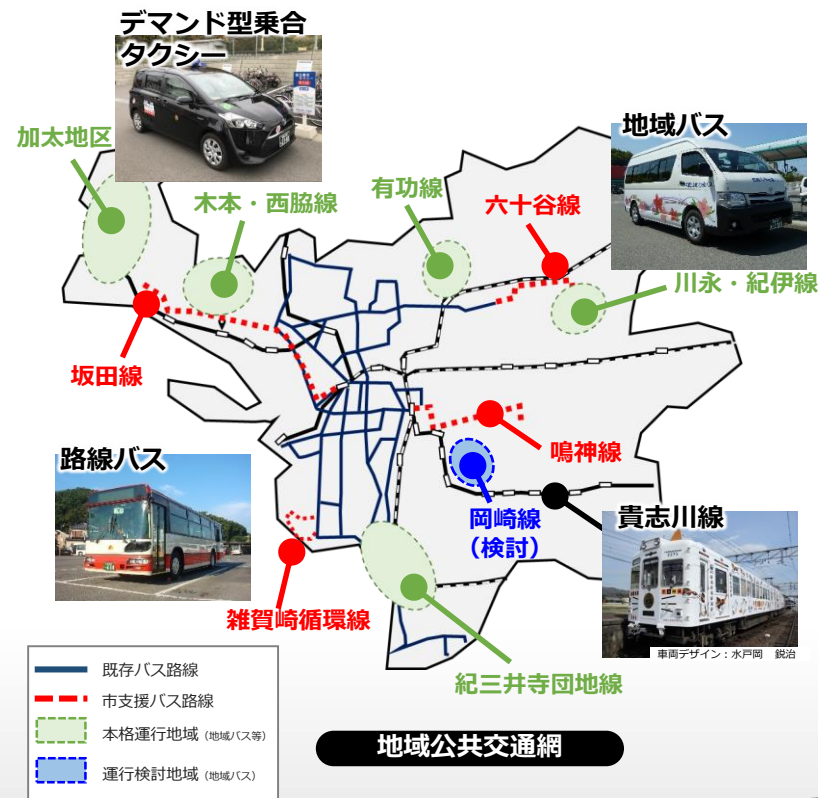 デマンド型乗合
タクシー
地域バス
加太地区
木本・西脇線
有功線
六十谷線
川永・紀伊線
坂田線
鳴神線
路線バス
岡崎線
（検討）
貴志川線
雑賀崎循環線
車両デザイン：水戸岡　鋭治
紀三井寺団地線
既存バス路線
市支援バス路線
本格運行地域（地域バス等）
運行検討地域（地域バス）
地域公共交通網